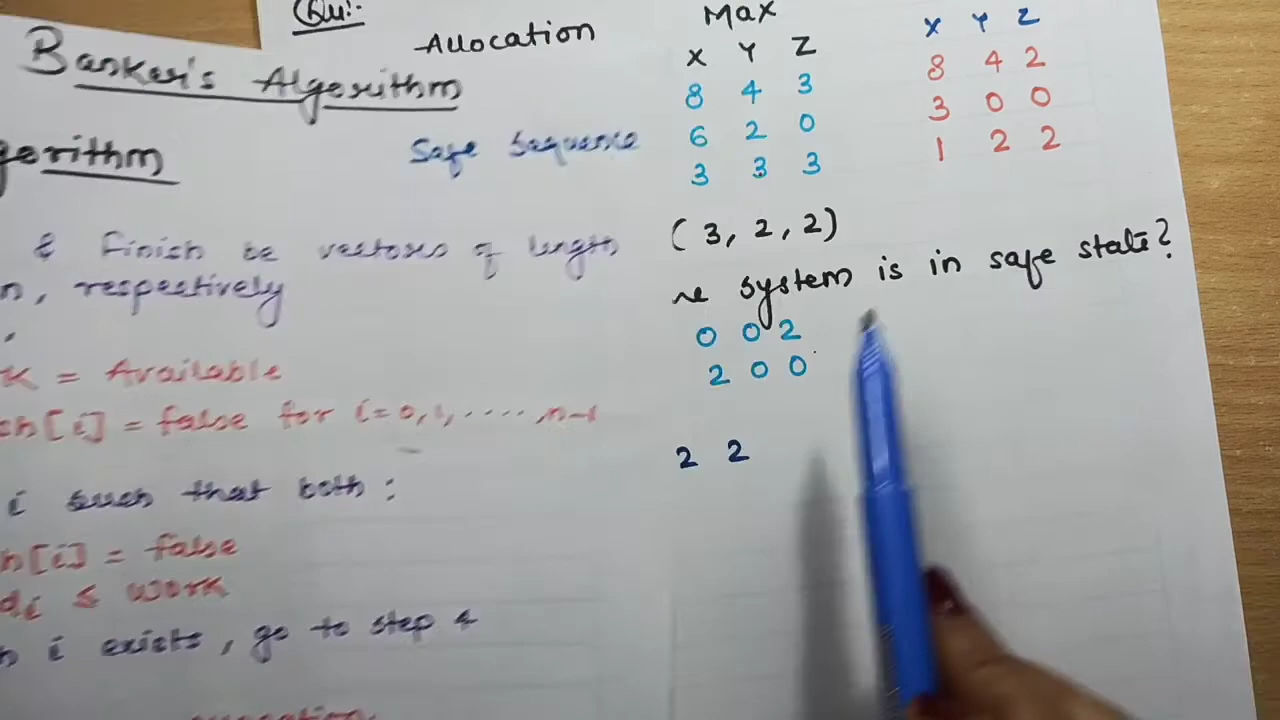 Qu:-
Allocation
Max
X Y Z
8 4 3
6 2 0
3 3 3
X Y Z
8 4 2
3 0 0
1 2 2
(3, 2, 2)
system is in safe state?
0 0 2
2 0 0
2 2
Banker's Algorithm
gorithm
Safe Sequence
& Finish be vectors of length
n, respectively
k = Available
sh[i] = false for i=0,1,.....n-1
i such that both:
h[i] = false
di ≤ work
i exists, go to step 4